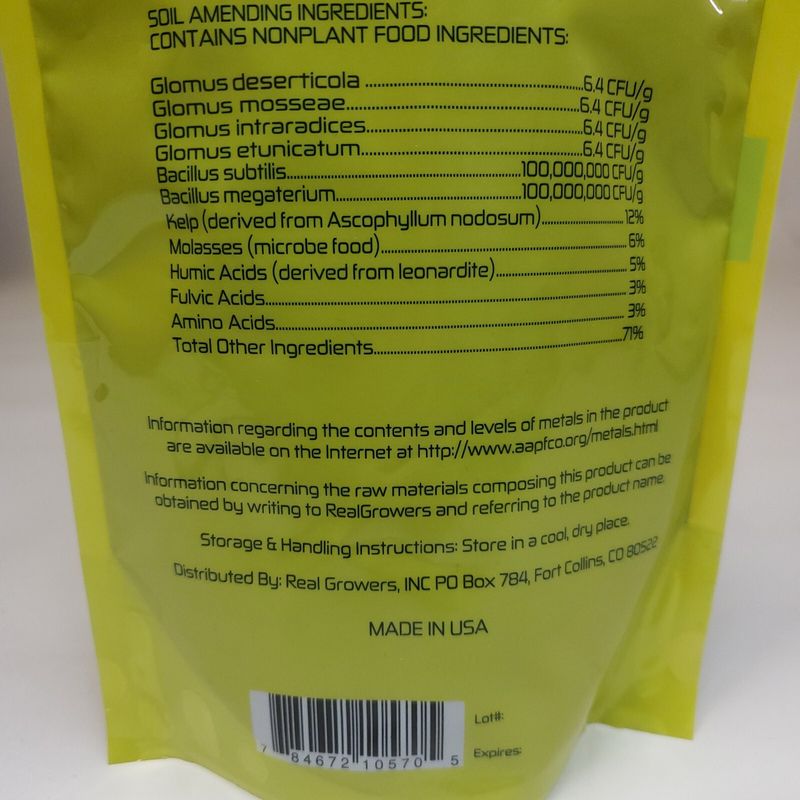 SOIL AMENDING INGREDIENTS:
CONTAINS NONPLANT FOOD INGREDIENTS:
Glomus deserticola ........................................6.4 CFU/g
Glomus mosseae........................................6.4 CFU/g
Glomus intraradices........................................6.4 CFU/g
Glomus etunicatum........................................6.4 CFU/g
Bacillus subtilis........................................100,000,000 CFU/g
Bacillus megaterium........................................100,000,000 CFU/g
Kelp (derived from Ascophyllum nodosum)........................12%
Molasses (microbe food)........................................6%
Humic Acids (derived from leonardite)........................5%
Fulvic Acids........................................3%
Amino Acids........................................3%
Total Other Ingredients........................................71%
Information regarding the contents and levels of metals in the product
are available on the Internet at http://www.aapfco.org/metals.html
Information concerning the raw materials composing this product can be
obtained by writing to RealGrowers and referring to the product name.
Storage & Handling Instructions: Store in a cool, dry place.
Distributed By: Real Growers, INC PO Box 784, Fort Collins, CO 80522
MADE IN USA
Lot#:
Expires:
7 84672 10570 5